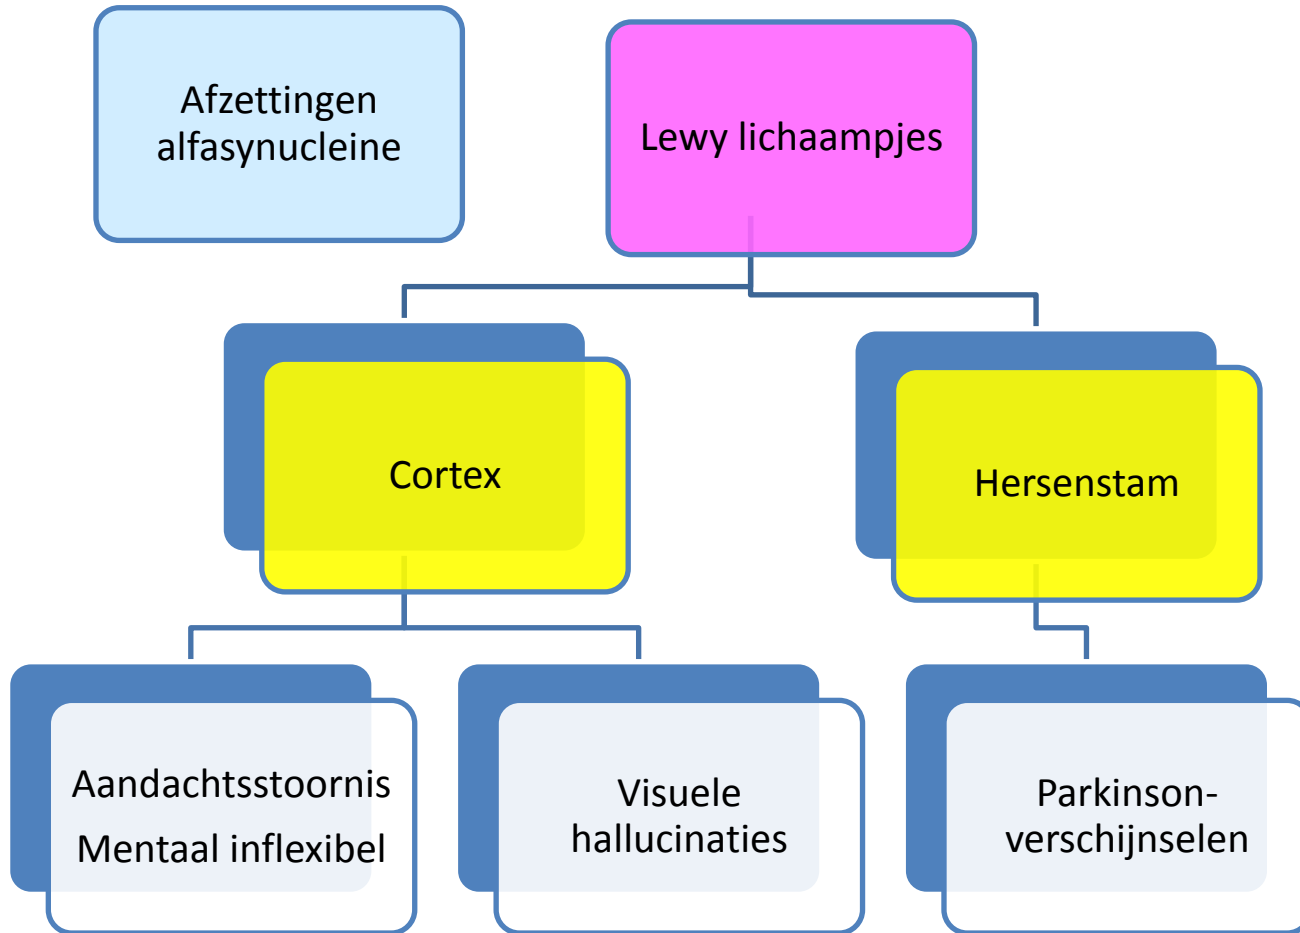 Afzettingen
alfasynucleine
Lewy lichaampjes
Cortex
Hersenstam
Aandachtsstoornis
Mentaal inflexibel
Visuele
hallucinaties
Parkinson-
verschijnselen